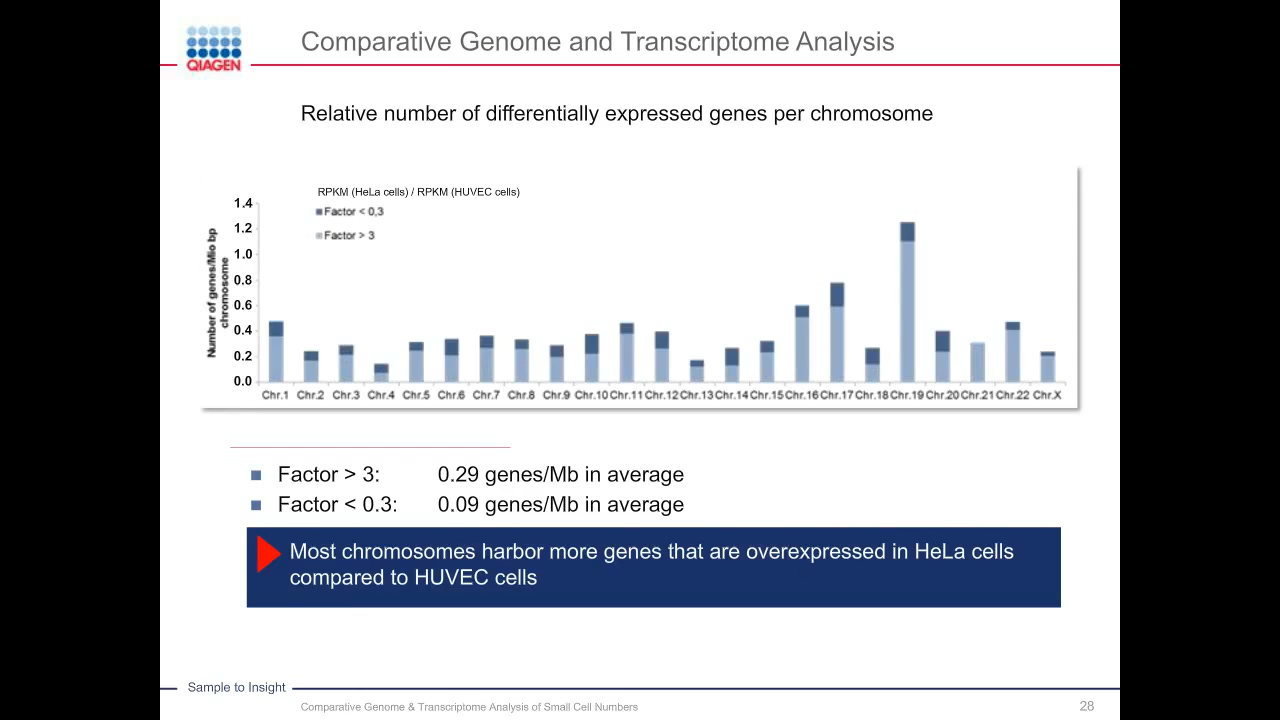 QIAGEN
Comparative Genome and Transcriptome Analysis
Relative number of differentially expressed genes per chromosome
RPKM (HeLa cells) / RPKM (HUVEC cells)
Factor < 0,3
Factor > 3
Number of genes/Mio bp
chromosome
1.4
1.2
1.0
0.8
0.6
0.4
0.2
0.0
Chr.1 Chr.2 Chr.3 Chr.4 Chr.5 Chr.6 Chr.7 Chr.8 Chr.9 Chr.10 Chr.11 Chr.12 Chr.13 Chr.14 Chr.15 Chr.16 Chr.17 Chr.18 Chr.19 Chr.20 Chr.21 Chr.22 Chr.X
Factor > 3: 0.29 genes/Mb in average
Factor < 0.3: 0.09 genes/Mb in average
Most chromosomes harbor more genes that are overexpressed in HeLa cells
compared to HUVEC cells
Sample to Insight
Comparative Genome & Transcriptome Analysis of Small Cell Numbers
28